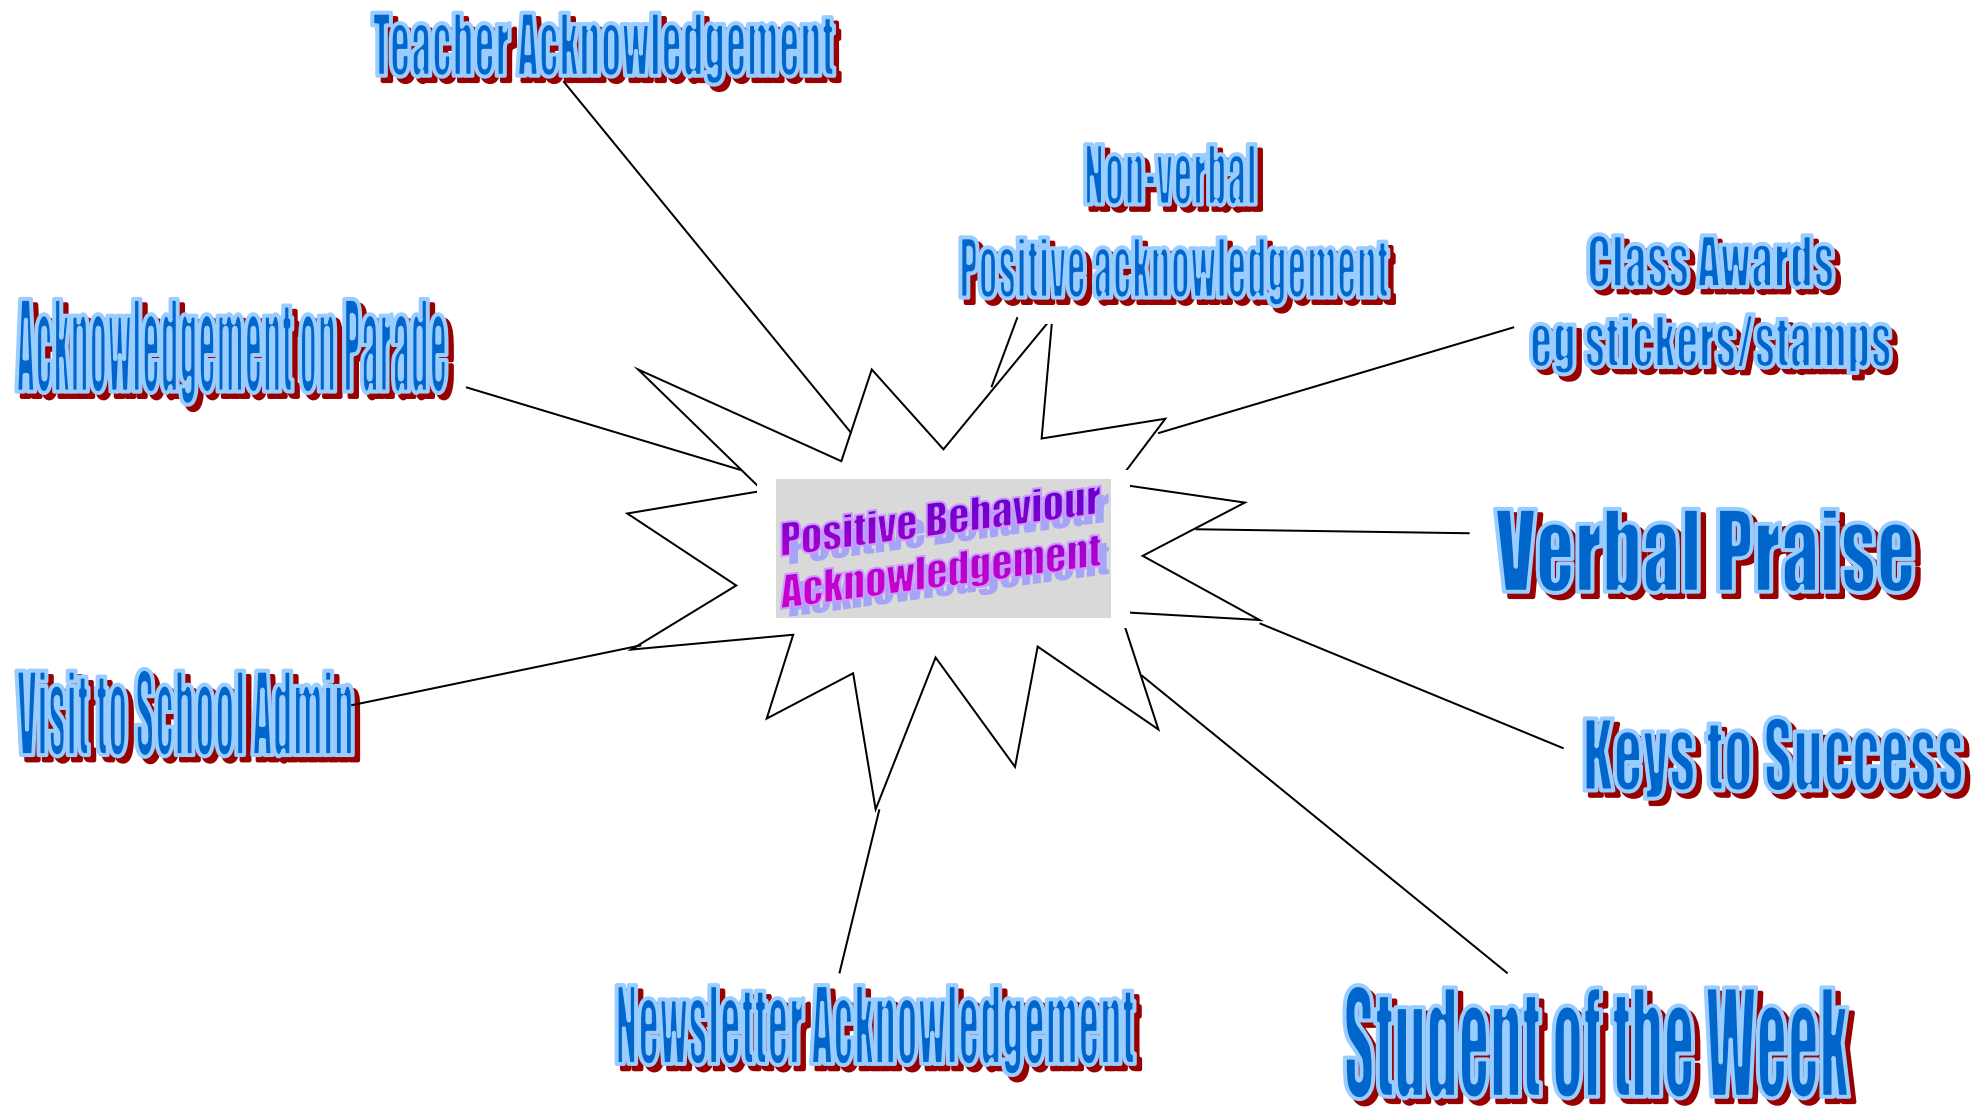 Teacher Acknowledgement
Non-verbal
Positive acknowledgement
Class Awards
eg stickers/stamps
Acknowledgement on Parade
Positive Behaviour
Acknowledgement
Verbal Praise
Visit to School Admin
Keys to Success
Newsletter Acknowledgement
Student of the Week